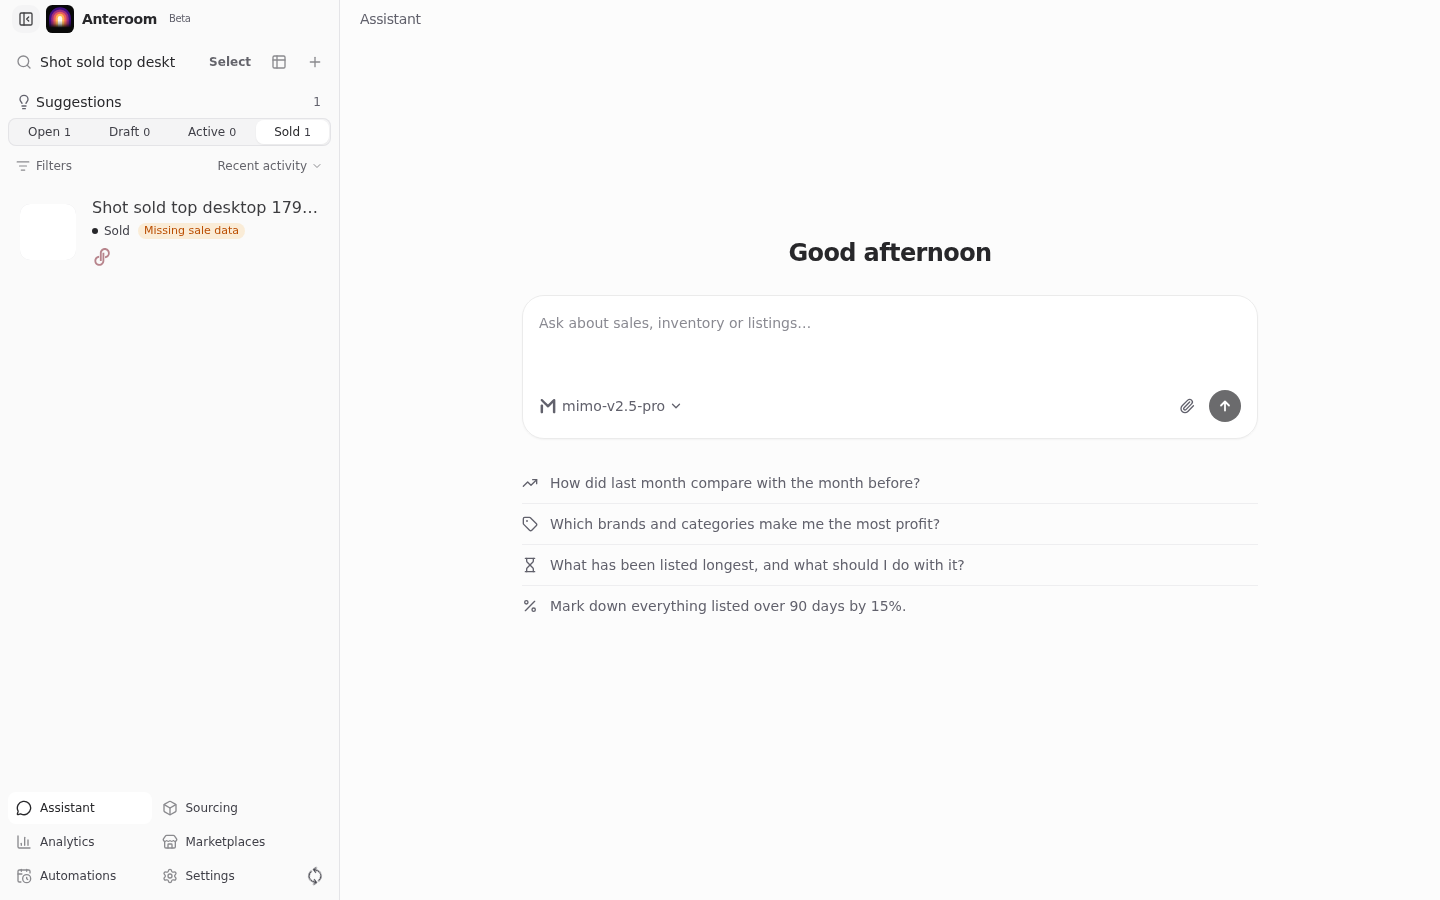 Anteroom Beta
Assistant
Shot sold top deskt Select
Suggestions 1
Open 1 Draft 0 Active 0 Sold 1
Filters Recent activity
Shot sold top desktop 179…
Sold Missing sale data
Good afternoon
Ask about sales, inventory or listings…
mimo-v2.5-pro
How did last month compare with the month before?
Which brands and categories make me the most profit?
What has been listed longest, and what should I do with it?
Mark down everything listed over 90 days by 15%.
Assistant Sourcing
Analytics Marketplaces
Automations Settings